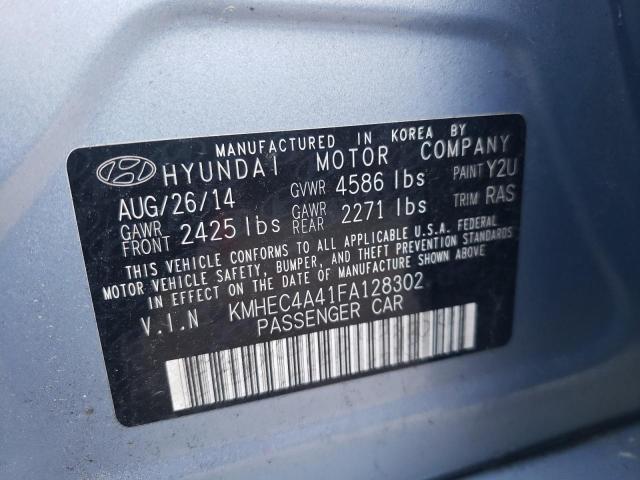 MANUFACTURED IN KOREA BY
HYUNDAI MOTOR COMPANY
AUG/26/14 GVWR 4586 lbs PAINT Y2U
GAWR FRONT 2425 lbs GAWR REAR 2271 lbs TRIM RAS
THIS VEHICLE CONFORMS TO ALL APPLICABLE U.S.A. FEDERAL
MOTOR VEHICLE SAFETY, BUMPER, AND THEFT PREVENTION STANDARDS
IN EFFECT ON THE DATE OF MANUFACTURE SHOWN ABOVE.
V.I.N KMHEC4A41FA128302
PASSENGER CAR